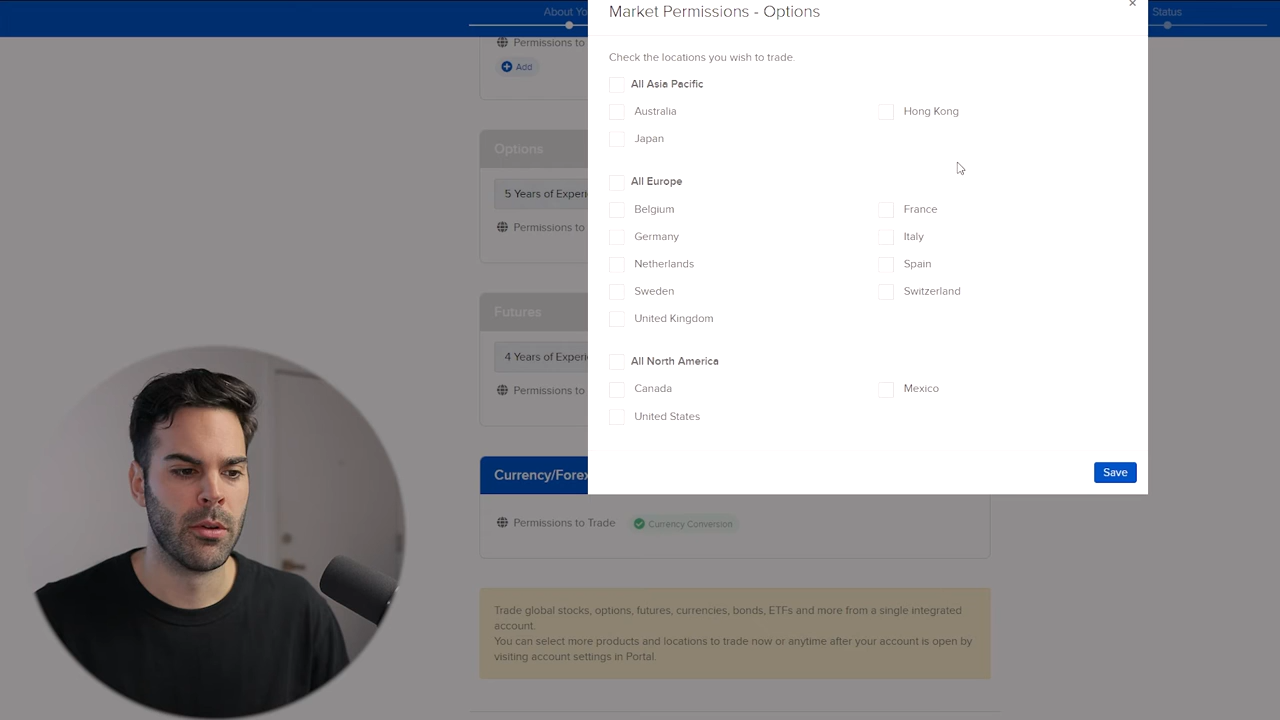 About Yo
Status
Market Permissions - Options
×
Permissions to
Add
Check the locations you wish to trade.
All Asia Pacific
Australia
Hong Kong
Japan
Options
5 Years of Experi
Permissions to
All Europe
Belgium
France
Germany
Italy
Netherlands
Spain
Sweden
Switzerland
United Kingdom
Futures
4 Years of Experi
Permissions to
All North America
Canada
Mexico
United States
Save
Currency/Forex
Permissions to Trade
Currency Conversion
Trade global stocks, options, futures, currencies, bonds, ETFs and more from a single integrated
account.
You can select more products and locations to trade now or anytime after your account is open by
visiting account settings in Portal.